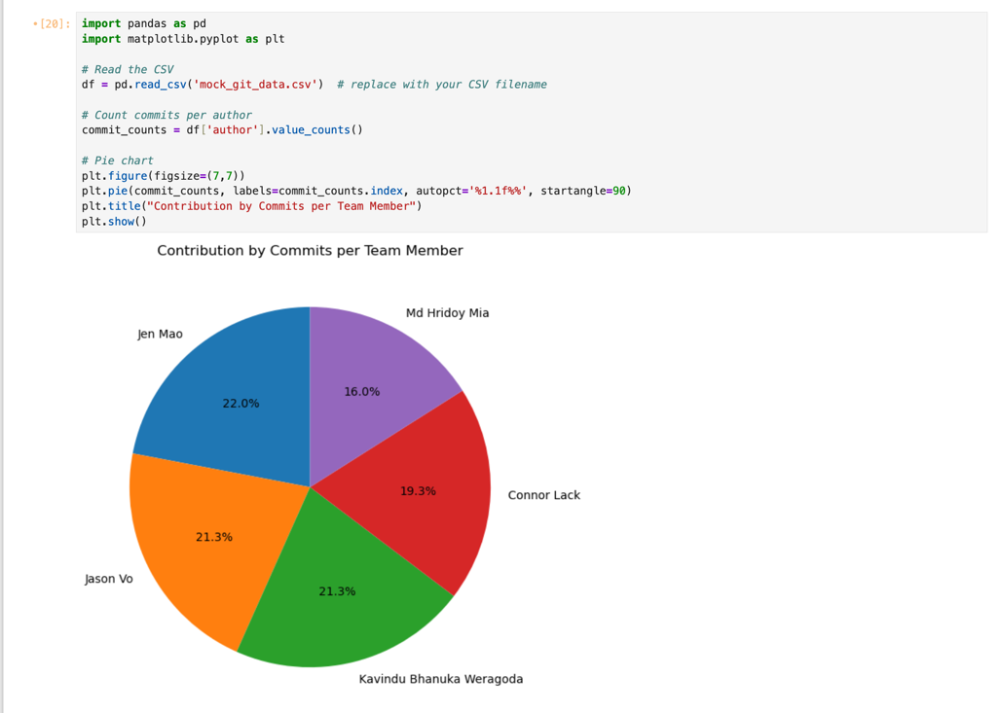 •[20]:
import pandas as pd
import matplotlib.pyplot as plt
# Read the CSV
df = pd.read_csv('mock_git_data.csv')  # replace with your CSV filename
# Count commits per author
commit_counts = df['author'].value_counts()
# Pie chart
plt.figure(figsize=(7,7))
plt.pie(commit_counts, labels=commit_counts.index, autopct='%1.1f%%', startangle=90)
plt.title("Contribution by Commits per Team Member")
plt.show()
Contribution by Commits per Team Member
Md Hridoy Mia
Jen Mao
16.0%
22.0%
19.3%
Connor Lack
21.3%
Jason Vo
21.3%
Kavindu Bhanuka Weragoda